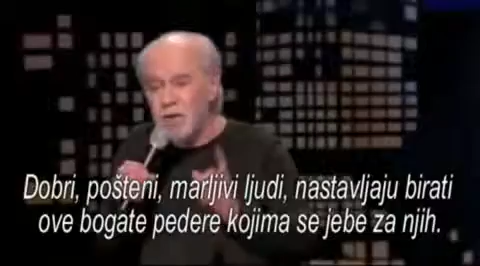 Dobri, pošteni, marljivi ljudi, nastavljaju birati
ove bogate pedere kojima se jebe za njih.